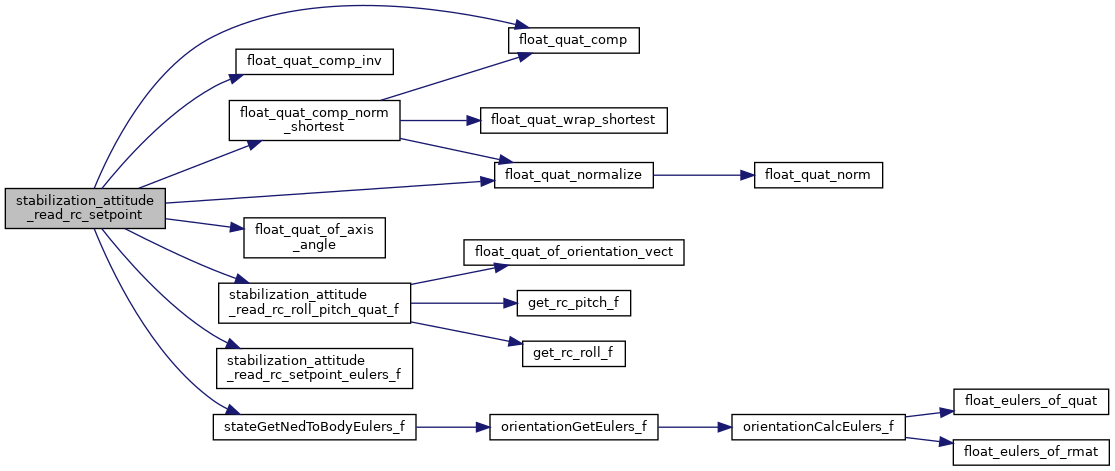 stabilization_attitude
_read_rc_setpoint
float_quat_comp
float_quat_comp_inv
float_quat_comp_norm
_shortest
float_quat_wrap_shortest
float_quat_normalize
float_quat_norm
float_quat_of_axis
_angle
stabilization_attitude
_read_rc_roll_pitch_quat_f
float_quat_of_orientation_vect
get_rc_pitch_f
get_rc_roll_f
stabilization_attitude
_read_rc_setpoint_eulers_f
stateGetNedToBodyEulers_f
orientationGetEulers_f
orientationCalcEulers_f
float_eulers_of_quat
float_eulers_of_rmat